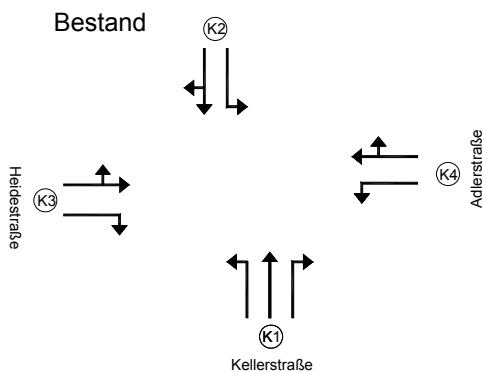 Bestand
K2
Heidestraße
K3
K4
Adlerstraße
K1
Kellerstraße